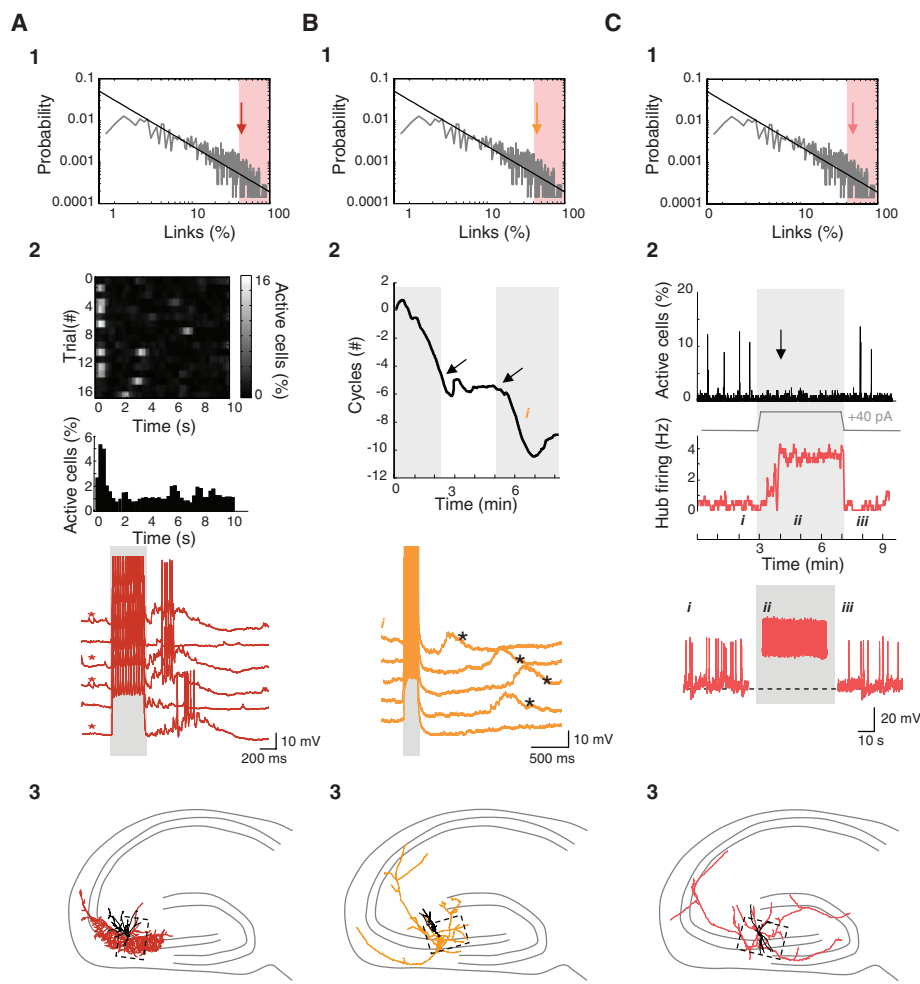 A B C
1 1 1
0.1 0.1 0.1
0.01 0.01 0.01
0.001 0.001 0.001
0.0001 0.0001 0.0001
Probability Probability Probability
1 10 100 1 10 100 0 10 100
Links (%) Links (%) Links (%)
2
0
4
8
12
16
Trial(#)
0 2 4 6 8 10
Time (s)
16
0
Active cells (%)
6
4
2
0
Active cells (%)
0 2 4 6 8 10
Time (s)
* * * *
10 mV
200 ms
2
2
0
-2
-4
-6
-8
-10
-12
Cycles (#)
i
0 3 6
Time (min)
i
* * * *
10 mV
500 ms
2
20
10
0
Active cells (%)
+40 pA
4
2
0
Hub firing (Hz)
i ii iii
3 6 9
Time (min)
i ii iii
20 mV
10 s
3 3 3